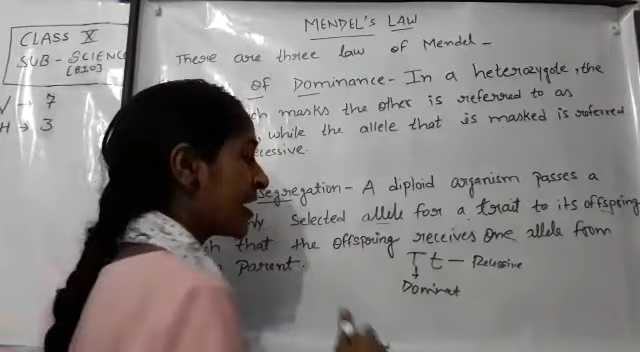 CLASS X
SUB - SCIENCE
[BIO]
7
H → 3
MENDEL'S LAW
There are three law of Mendel -
of Dominance - In a heterozygote, the
masks the other is referred to as
, while the allele that is masked is referred
Segregation - A diploid organism passes a
selected allele for a trait to its offspring
that the offspring receives one allele from
Parent.
T t - Recessive
Dominant